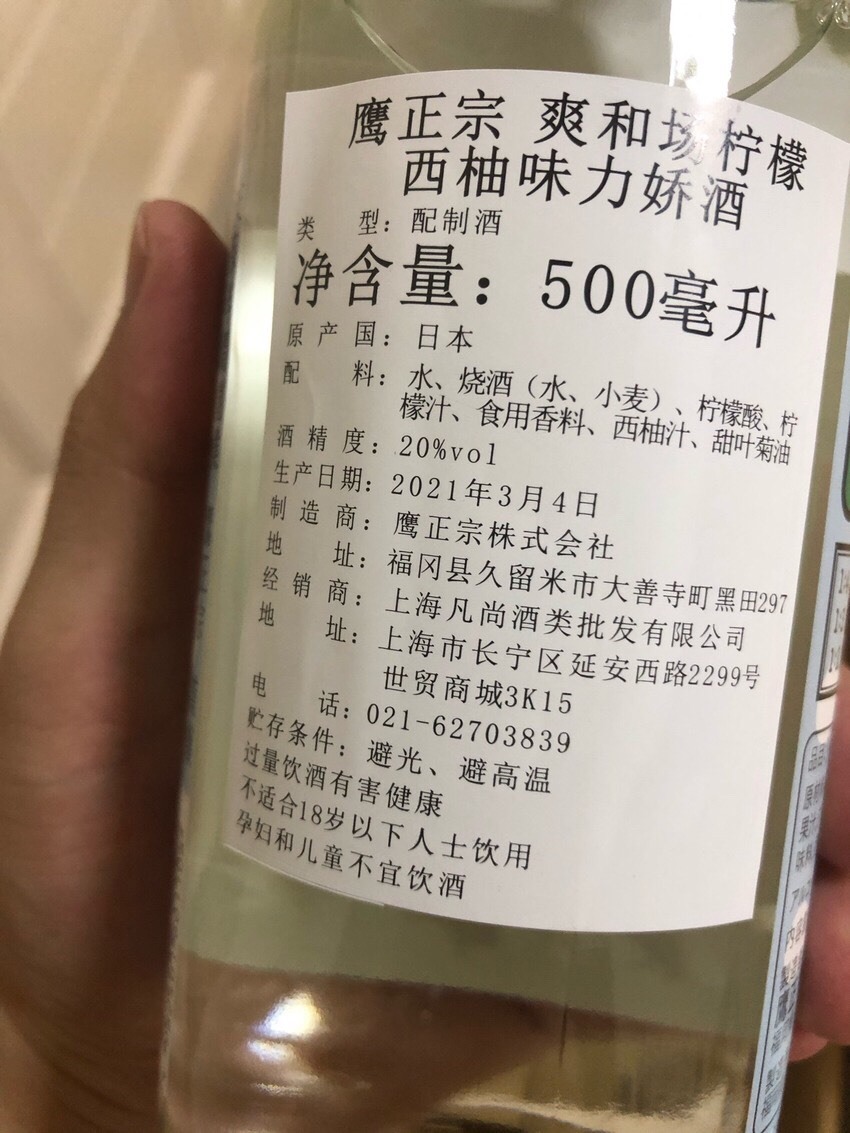 鹰正宗 爽和场柠檬
西柚味力娇酒
类 型：配制酒
净含量：500毫升
原产国：日本
配 料：水、烧酒（水、小麦）、柠檬酸、柠
檬汁、食用香料、西柚汁、甜叶菊油
酒精度：20%vol
生产日期：2021年3月4日
制造商：鹰正宗株式会社
地 址：福冈县久留米市大善寺町黑田297
经销商：上海凡尚酒类批发有限公司
地 址：上海市长宁区延安西路2299号
世贸商城3K15
电 话：021-62703839
贮存条件：避光、避高温
过量饮酒有害健康
不适合18岁以下人士饮用
孕妇和儿童不宜饮酒